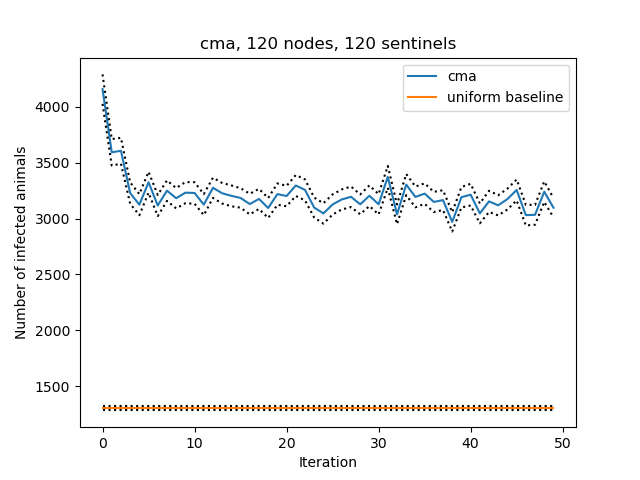 cma, 120 nodes, 120 sentinels
cma
uniform baseline
Number of infected animals
4000
3500
3000
2500
2000
1500
0 10 20 30 40 50
Iteration